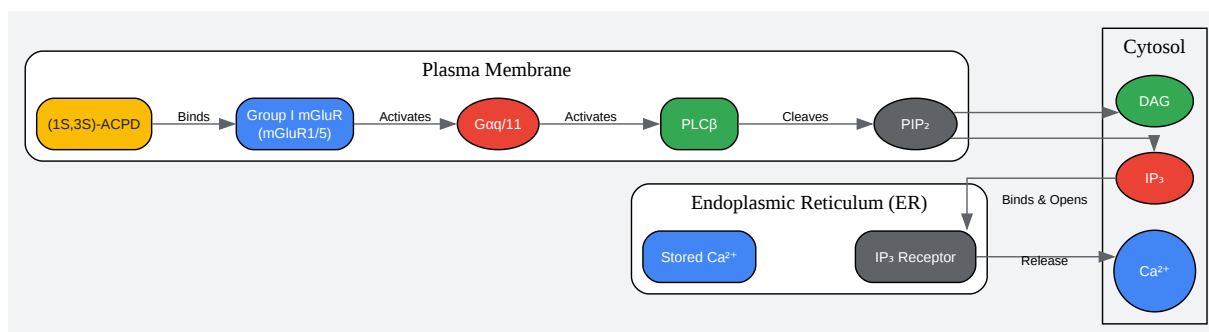 Cytosol
Plasma Membrane
(1S,3S)-ACPD
Binds
Group I mGluR
(mGluR1/5)
Activates
Gαq/11
Activates
PLCβ
Cleaves
PIP₂
DAG
IP₃
Binds & Opens
Endoplasmic Reticulum (ER)
Stored Ca²⁺
IP₃ Receptor
Release
Ca²⁺